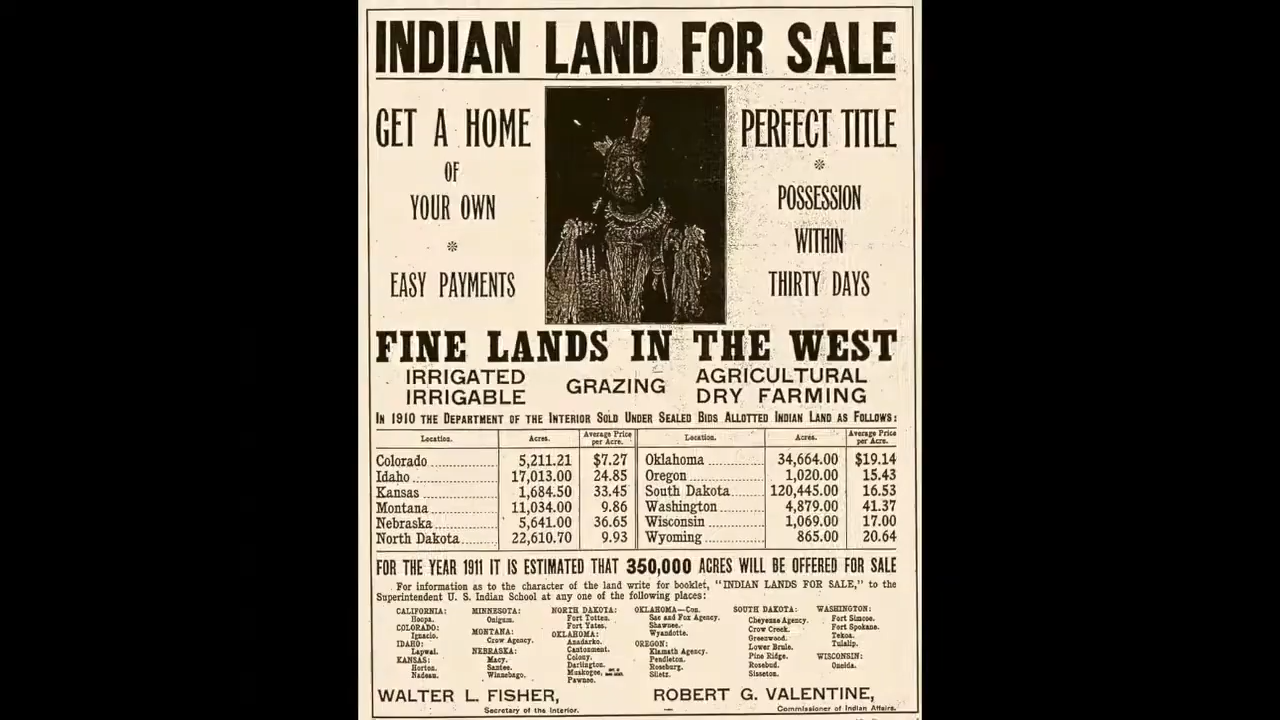 INDIAN LAND FOR SALE
GET A HOME
OF
YOUR OWN
*
EASY PAYMENTS
PERFECT TITLE
*
POSSESSION
WITHIN
THIRTY DAYS
FINE LANDS IN THE WEST
IRRIGATED
IRRIGABLE
GRAZING
AGRICULTURAL
DRY FARMING
IN 1910 THE DEPARTMENT OF THE INTERIOR SOLD UNDER SEALED BIDS ALLOTTED INDIAN LAND AS FOLLOWS:
Location. Acres. Average Price per Acre. Location. Acres. Average Price per Acre.
Colorado 5,211.21 $7.27 Oklahoma 34,664.00 $19.14
Idaho 17,013.00 24.85 Oregon 1,020.00 15.43
Kansas 1,684.50 33.45 South Dakota 120,445.00 16.53
Montana 11,034.00 9.86 Washington 4,879.00 41.37
Nebraska 5,641.00 36.65 Wisconsin 1,069.00 17.00
North Dakota 22,610.70 9.93 Wyoming 865.00 20.64
FOR THE YEAR 1911 IT IS ESTIMATED THAT 350,000 ACRES WILL BE OFFERED FOR SALE
For information as to the character of the land write for booklet, "INDIAN LANDS FOR SALE," to the
Superintendent U. S. Indian School at any one of the following places:
CALIFORNIA:
Hoopa.
COLORADO:
Ignacio.
IDAHO:
Lapwai.
KANSAS:
Horton.
Nadeau.
MINNESOTA:
Onigum.
MONTANA:
Crow Agency.
NEBRASKA:
Macy.
Santee.
Winnebago.
NORTH DAKOTA:
Fort Totten.
Fort Yates.
OKLAHOMA:
Anadarko.
Cantonment.
Colony.
Darlington.
Muskogee,
Pawnee.
OKLAHOMA—Con.
Sac and Fox Agency.
Shawnee.
Wyandotte.
OREGON:
Klamath Agency.
Pendleton.
Roseburg.
Siletz.
SOUTH DAKOTA:
Cheyenne Agency.
Crow Creek.
Greenwood.
Lower Brule.
Pine Ridge.
Rosebud.
Sisseton.
WASHINGTON:
Fort Simcoe.
Fort Spokane.
Tekoa.
Tulalip.
WISCONSIN:
Oneida.
WALTER L. FISHER,
Secretary of the Interior.
ROBERT G. VALENTINE,
Commissioner of Indian Affairs.